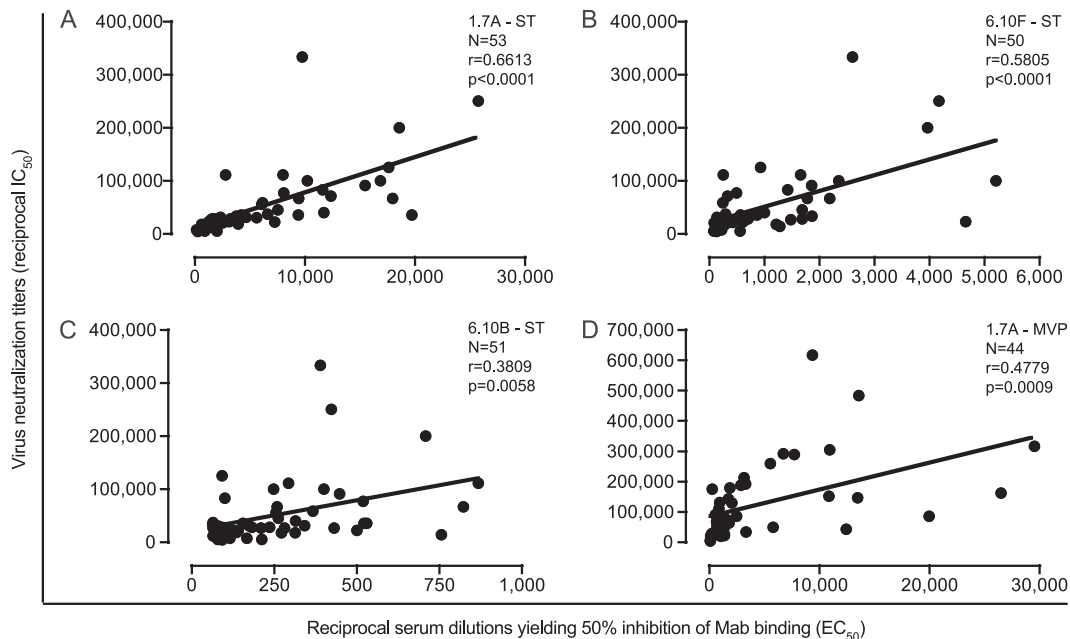 A
1.7A - ST
N=53
r=0.6613
p<0.0001
400,000
300,000
200,000
100,000
0
0 10,000 20,000 30,000
B
6.10F - ST
N=50
r=0.5805
p<0.0001
400,000
300,000
200,000
100,000
0
0 1,000 2,000 3,000 4,000 5,000 6,000
C
6.10B - ST
N=51
r=0.3809
p=0.0058
400,000
300,000
200,000
100,000
0
0 250 500 750 1,000
D
1.7A - MVP
N=44
r=0.4779
p=0.0009
700,000
600,000
500,000
400,000
300,000
200,000
100,000
0
0 10,000 20,000 30,000
Virus neutralization titers (reciprocal IC50)
Reciprocal serum dilutions yielding 50% inhibition of Mab binding (EC50)